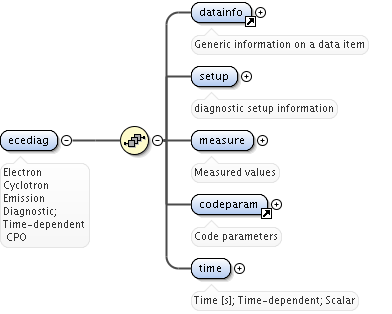 datainfo
Generic information on a data item
setup
diagnostic setup information
ecediag
Electron
Cyclotron
Emission
Diagnostic;
Time-dependent
CPO
measure
Measured values
codeparam
Code parameters
time
Time [s]; Time-dependent; Scalar